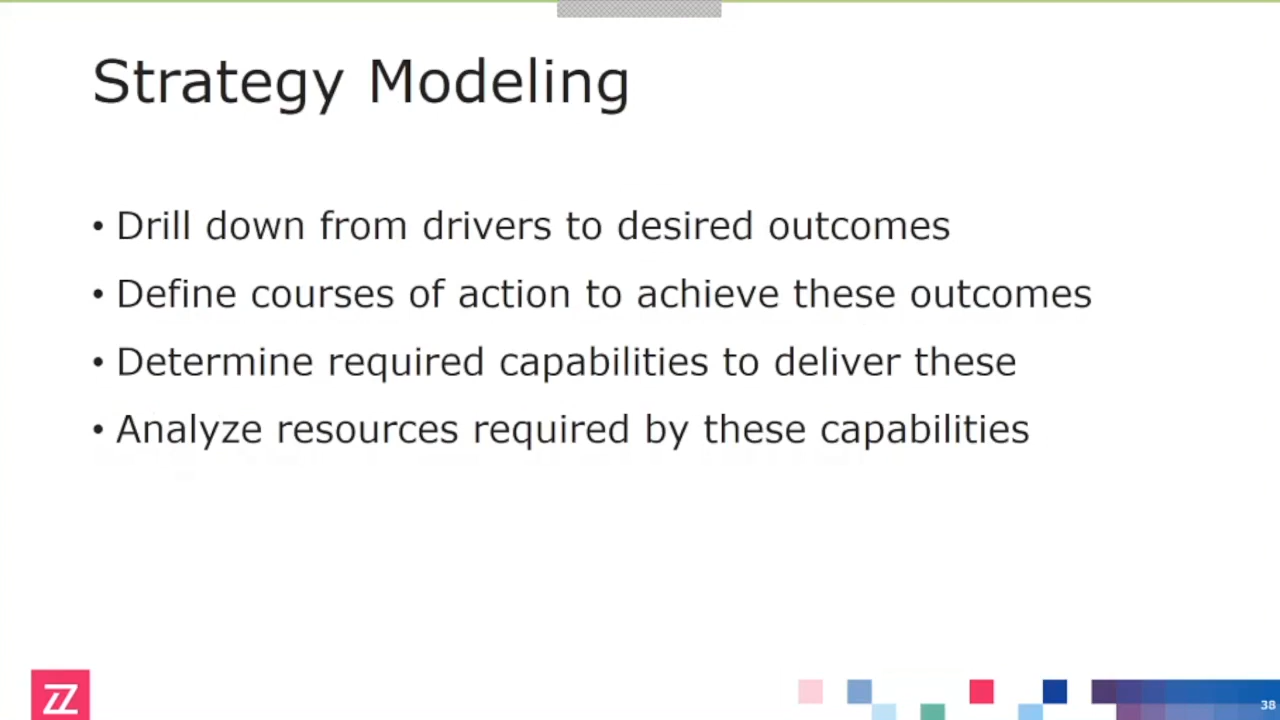 Strategy Modeling
• Drill down from drivers to desired outcomes
• Define courses of action to achieve these outcomes
• Determine required capabilities to deliver these
• Analyze resources required by these capabilities
38